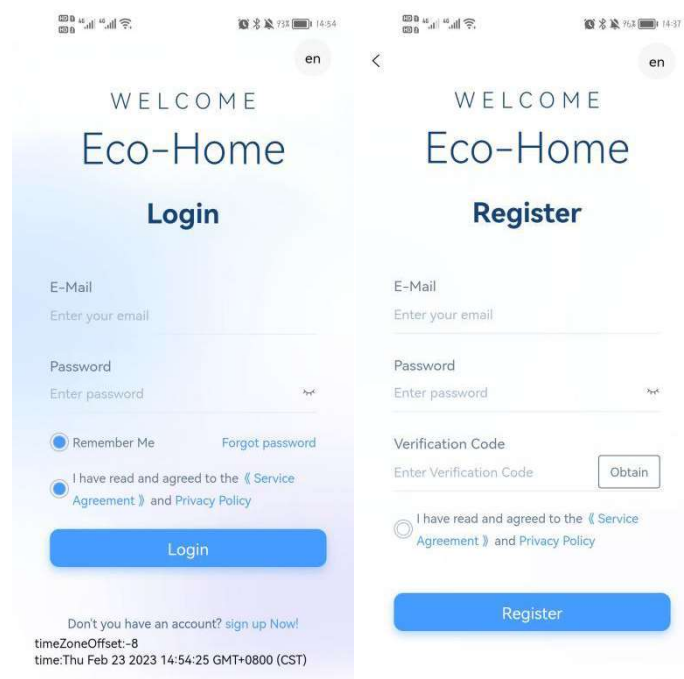 93% 14:54
en
WELCOME
Eco-Home
Login
E-Mail
Enter your email
Password
Enter password
Remember Me Forgot password
I have read and agreed to the 《 Service
Agreement 》 and Privacy Policy
Login
Don't you have an account? sign up Now!
timeZoneOffset:-8
time:Thu Feb 23 2023 14:54:25 GMT+0800 (CST)
96% 14:37
en
WELCOME
Eco-Home
Register
E-Mail
Enter your email
Password
Enter password
Verification Code
Enter Verification Code Obtain
I have read and agreed to the 《 Service
Agreement 》 and Privacy Policy
Register